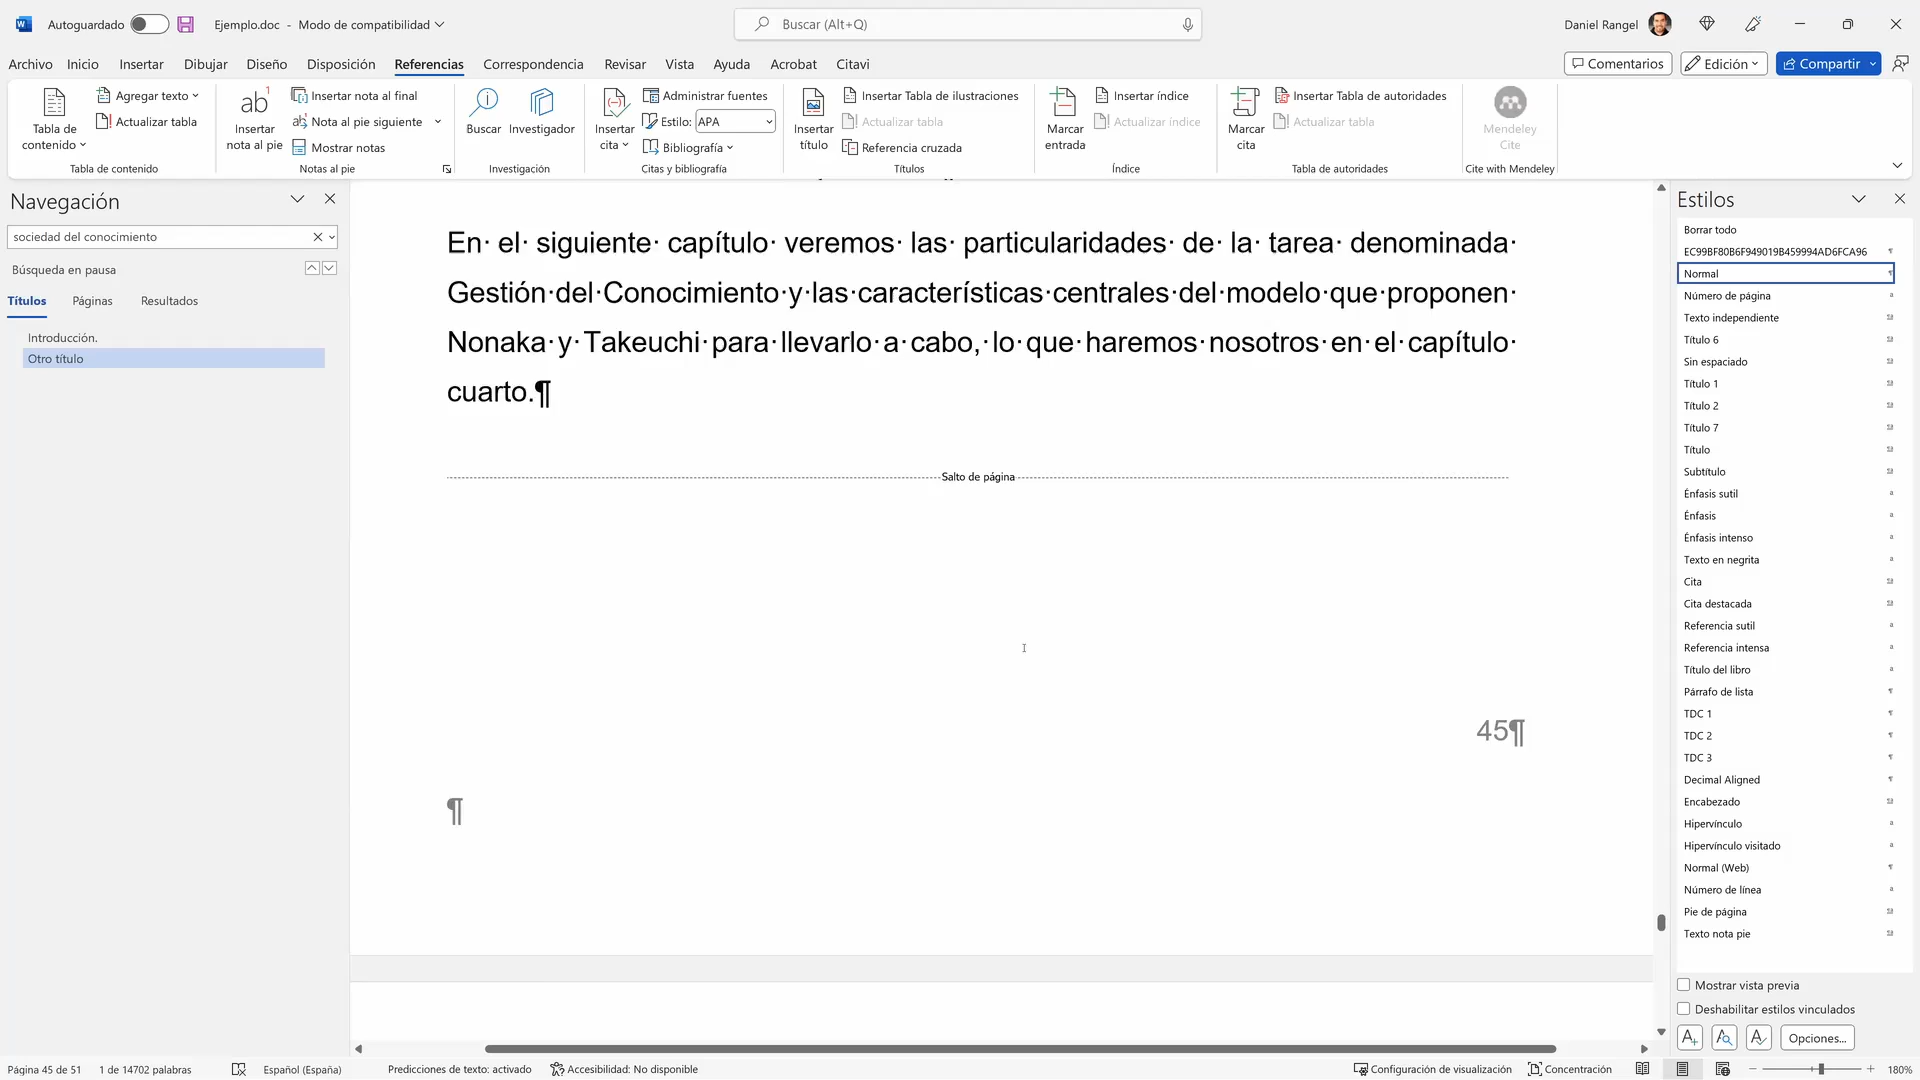 Autoguardado
Ejemplo.doc - Modo de compatibilidad
Buscar (Alt+Q)
Daniel Rangel
Archivo Inicio Insertar Dibujar Diseño Disposición Referencias Correspondencia Revisar Vista Ayuda Acrobat Citavi
Comentarios Edición Compartir
Tabla de contenido
Agregar texto
Actualizar tabla
Tabla de contenido
Insertar nota al pie
Insertar nota al final
Nota al pie siguiente
Mostrar notas
Notas al pie
Buscar
Investigador
Investigación
Insertar cita
Administrar fuentes
Estilo: APA
Bibliografía
Citas y bibliografía
Insertar título
Insertar Tabla de ilustraciones
Actualizar tabla
Referencia cruzada
Títulos
Marcar entrada
Insertar índice
Actualizar índice
Índice
Marcar cita
Insertar Tabla de autoridades
Actualizar tabla
Tabla de autoridades
Mendeley Cite
Cite with Mendeley
Navegación
sociedad del conocimiento
Búsqueda en pausa
Títulos Páginas Resultados
Introducción.
Otro título
En· el· siguiente· capítulo· veremos· las· particularidades· de· la· tarea· denominada·
Gestión·del·Conocimiento·y·las·características·centrales·del·modelo·que·proponen·
Nonaka·y·Takeuchi·para·llevarlo·a·cabo,·lo·que·haremos·nosotros·en·el·capítulo·
cuarto.¶
Salto de página
45¶
¶
Estilos
Borrar todo
EC99BF80B6F949019B459994AD6FCA96 ¶
Normal ¶
Número de página a
Texto independiente
Título 6
Sin espaciado
Título 1
Título 2
Título 7
Título
Subtítulo
Énfasis sutil a
Énfasis a
Énfasis intenso a
Texto en negrita a
Cita
Cita destacada
Referencia sutil a
Referencia intensa a
Título del libro a
Párrafo de lista ¶
TDC 1 ¶
TDC 2 ¶
TDC 3 ¶
Decimal Aligned ¶
Encabezado
Hipervínculo a
Hipervínculo visitado a
Normal (Web) ¶
Número de línea a
Pie de página
Texto nota pie
Mostrar vista previa
Deshabilitar estilos vinculados
Opciones...
Página 45 de 51 1 de 14702 palabras Español (España) Predicciones de texto: activado Accesibilidad: No disponible Configuración de visualización Concentración 180%